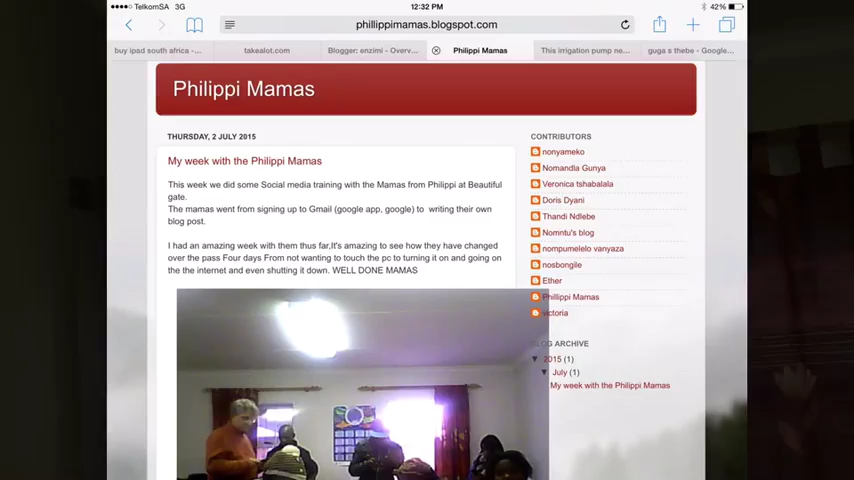 TelkomSA 3G
12:32 PM
42%
phillippimamas.blogspot.com
buy ipad south africa -...
takealot.com
Blogger: enzimi - Overv...
Philippi Mamas
This irrigation pump ne...
guga s thebe - Google...
Philippi Mamas
THURSDAY, 2 JULY 2015
My week with the Philippi Mamas
This week we did some Social media training with the Mamas from Philippi at Beautiful
gate.
The mamas went from signing up to Gmail (google app, google) to writing their own
blog post.
I had an amazing week with them thus far,It's amazing to see how they have changed
over the pass Four days From not wanting to touch the pc to turning it on and going on
the the internet and even shutting it down. WELL DONE MAMAS
CONTRIBUTORS
nonyameko
Nomandla Gunya
Veronica tshabalala
Doris Dyani
Thandi Ndlebe
Nomntu's blog
nompumelelo vanyaza
nosbongile
Ether
Phillippi Mamas
victoria
BLOG ARCHIVE
▼ 2015 (1)
▼ July (1)
My week with the Philippi Mamas